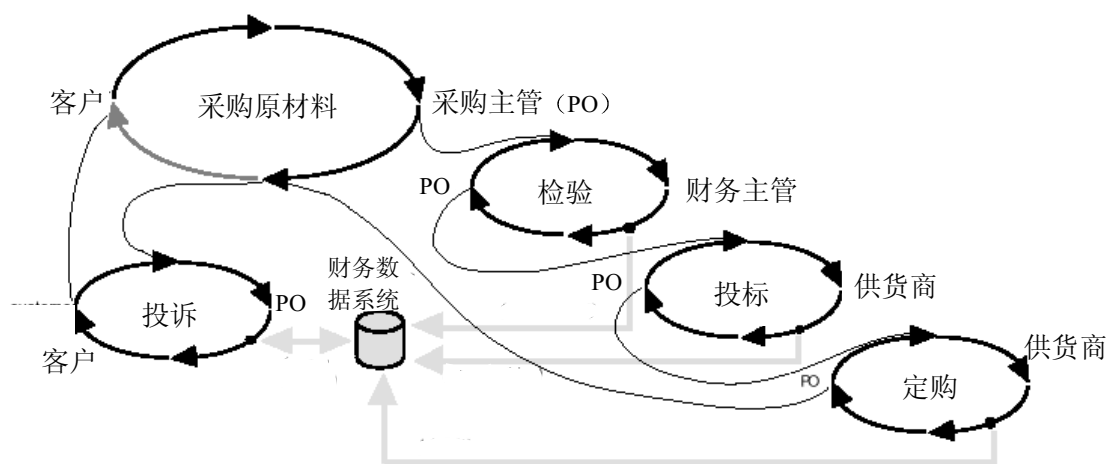 客户
采购原材料
采购主管（PO）
PO
检验
财务主管
财务数
据系统
PO
投标
供货商
投诉
PO
客户
PO
定购
供货商